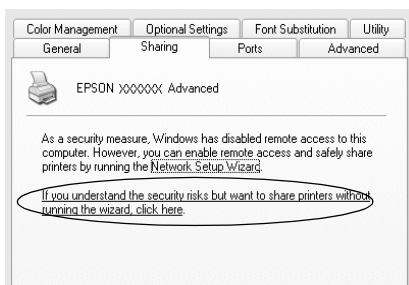 Color Management Optional Settings Font Substitution Utility
General Sharing Ports Advanced
EPSON XXXXXX Advanced
As a security measure, Windows has disabled remote access to this
computer. However, you can enable remote access and safely share
printers by running the Network Setup Wizard.
If you understand the security risks but want to share printers without
running the wizard, click here.